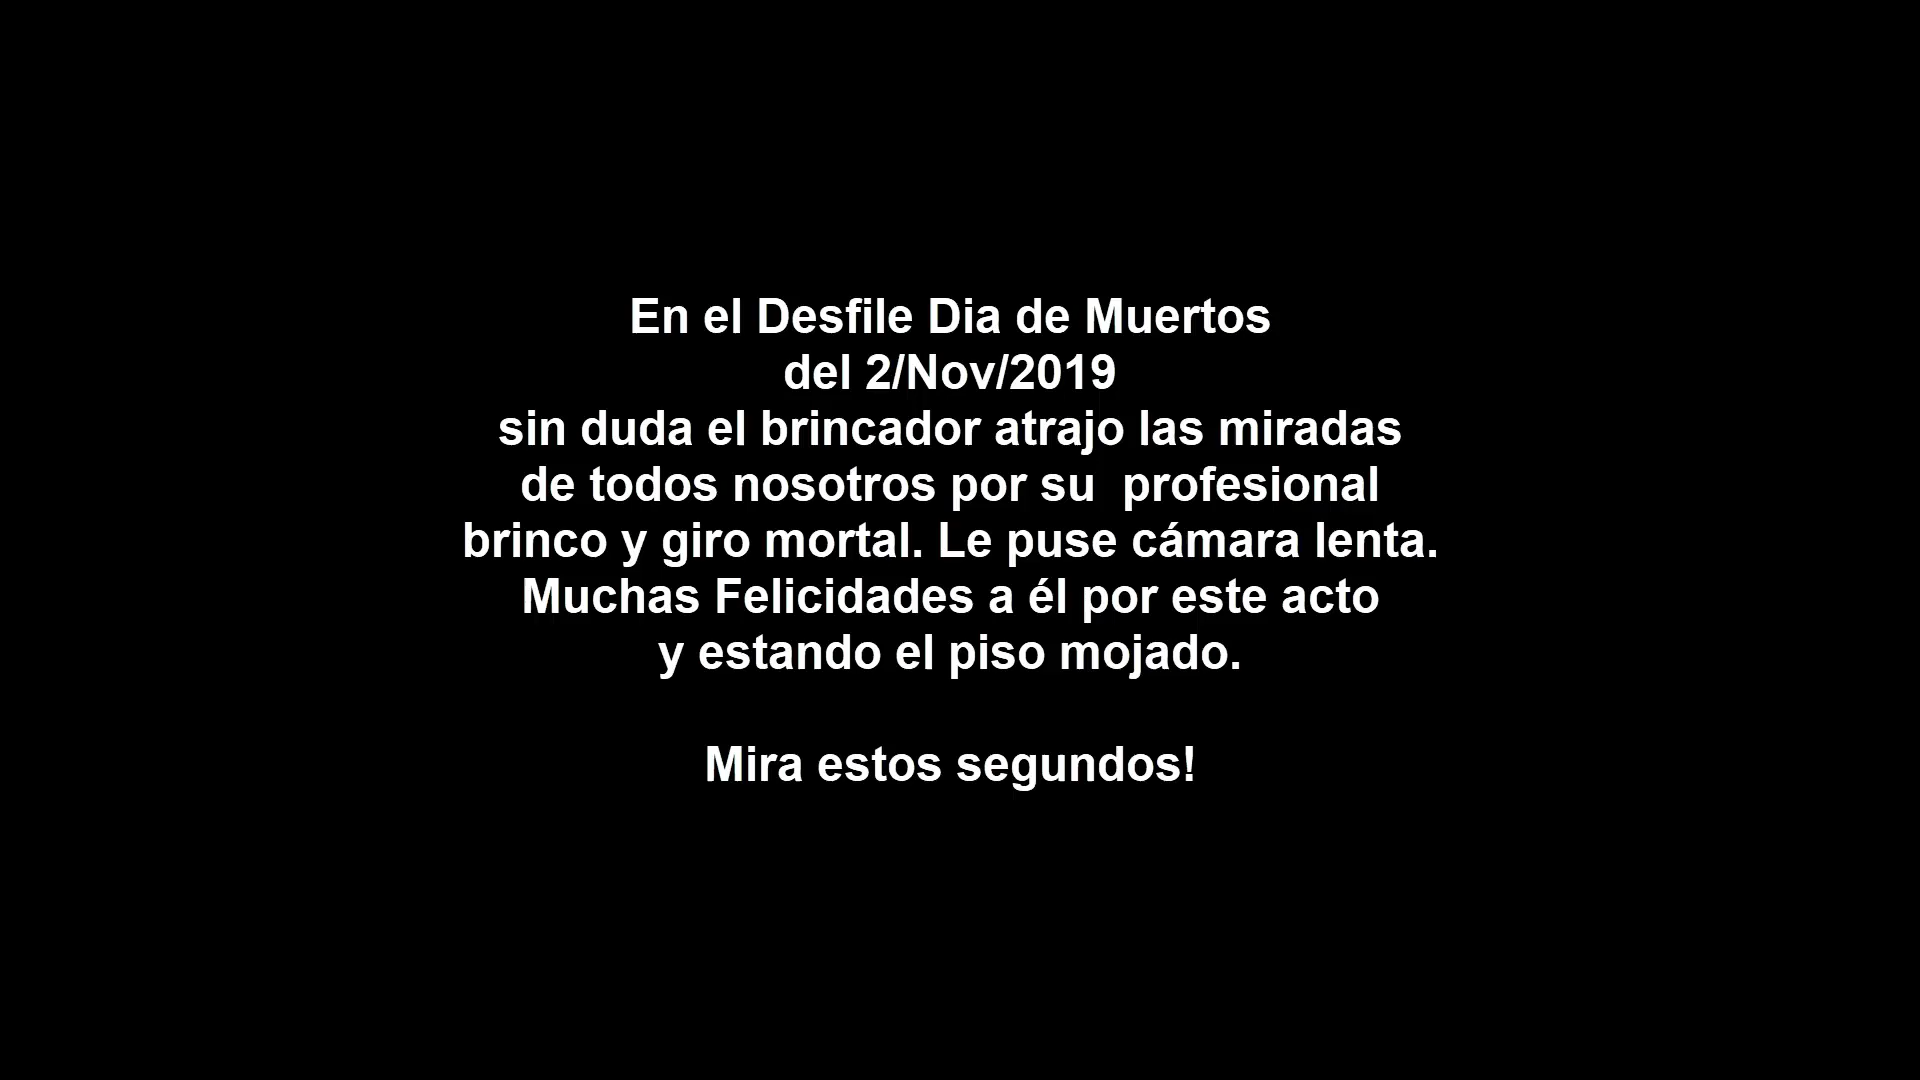 En el Desfile Dia de Muertos
del 2/Nov/2019
sin duda el brincador atrajo las miradas
de todos nosotros por su  profesional
brinco y giro mortal. Le puse cámara lenta.
Muchas Felicidades a él por este acto
y estando el piso mojado.
Mira estos segundos!